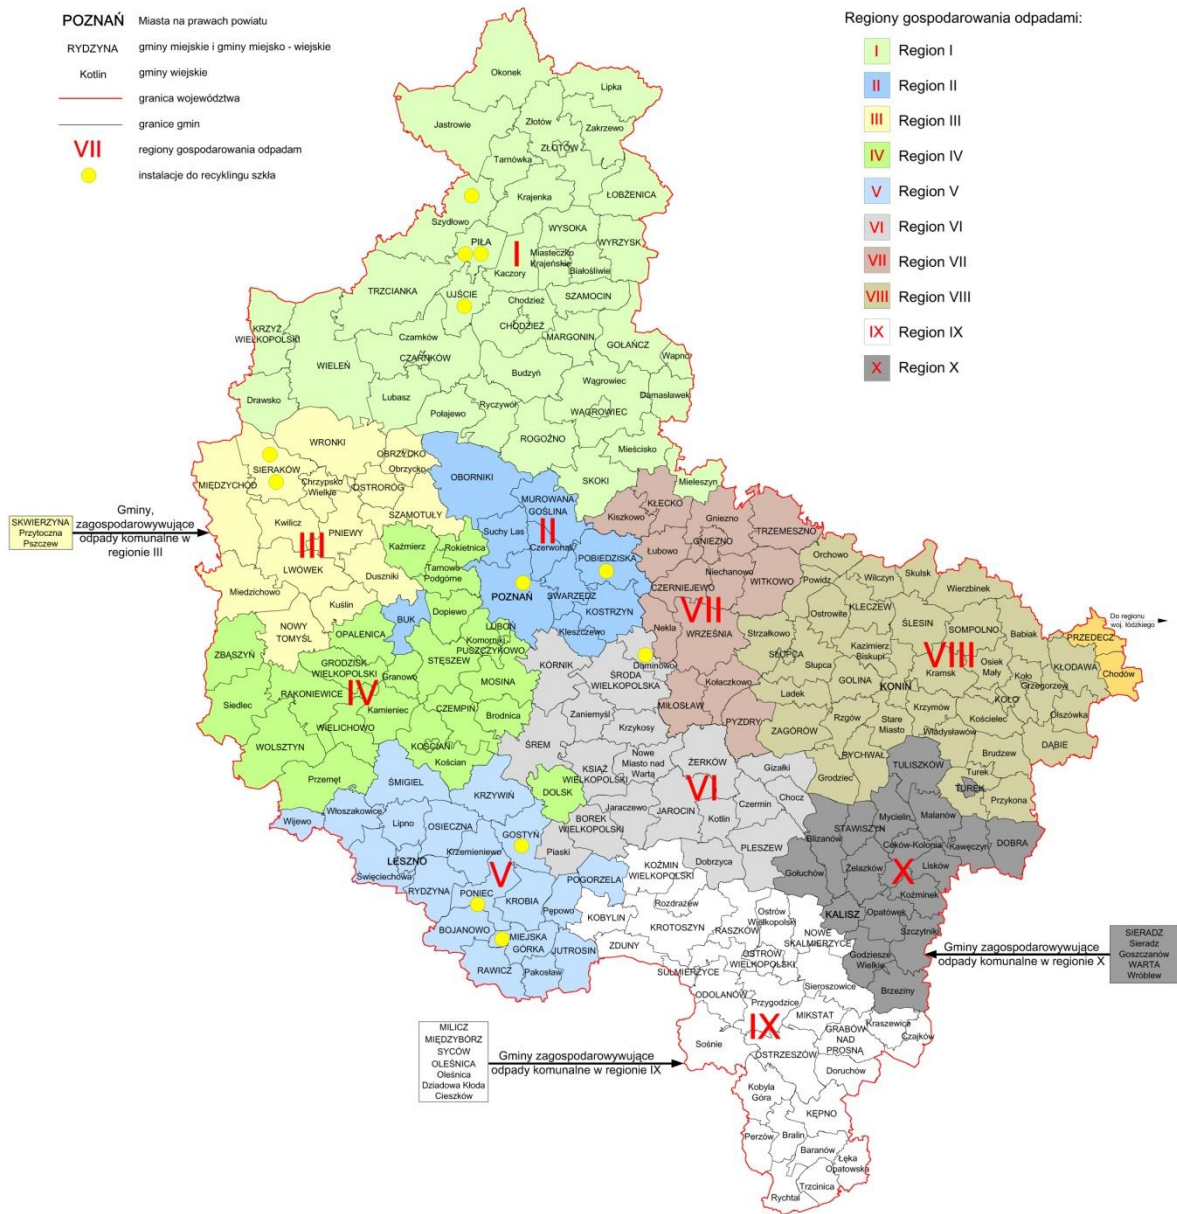 POZNAŃ Miasta na prawach powiatu
RYDZYNA gminy miejskie i gminy miejsko - wiejskie
Kotlin gminy wiejskie
granica województwa
granice gmin
VII regiony gospodarowania odpadam
instalacje do recyklingu szkła
Regiony gospodarowania odpadami:
I Region I
II Region II
III Region III
IV Region IV
V Region V
VI Region VI
VII Region VII
VIII Region VIII
IX Region IX
X Region X
Okonek
Lipka
Jastrowie
Złotów
Zakrzewo
ZŁOTÓW
Tarnówka
Krajenka
ŁOBŻENICA
Szydłowo
WYSOKA
WYRZYSK
PIŁA
I
Miasteczko
Krajeńskie
Kaczory
Białośliwie
TRZCIANKA
UJŚCIE
Chodzież
SZAMOCIN
CHODZIEŻ
KRZYŻ
WIELKOPOLSKI
MARGONIN
Czarnków
GOŁAŃCZ
CZARNKÓW
WIELEŃ
Wapno
Budzyń
Wągrowiec
Damasławek
Drawsko
Lubasz
Ryczywół
Połajewo
WĄGROWIEC
ROGOŹNO
Mieścisko
SKOKI
Mieleszyn
WRONKI
OBRZYCKO
Obrzycko
SIERAKÓW
MIĘDZYCHÓD
Chrzypsko
Wielkie
OSTRORÓG
SZAMOTUŁY
Kwilicz
PNIEWY
III
LWÓWEK
Duszniki
Miedzichowo
Kuślin
NOWY
TOMYŚL
Gminy,
zagospodarowywujące
odpady komunalne w
regionie III
SKWIERZYNA
Przytoczna
Pszczew
OBORNIKI
MUROWANA
GOŚLINA
II
Suchy Las
Czerwonak
POBIEDZISKA
POZNAŃ
SWARZĘDZ
KOSTRZYN
Kleszczewo
BUK
Kaźmierz
Rokietnica
Tarnowo
Podgórne
Dopiewo
LUBOŃ
Komorniki
PUSZCZYKOWO
OPALENICA
ZBĄSZYŃ
GRODZISK
WIELKOPOLSKI
STĘSZEW
Granowo
MOSINA
RAKONIEWICE
IV
Siedlec
Kamieniec
CZEMPIŃ
Brodnica
WIELICHOWO
WOLSZTYN
KOŚCIAN
Kościan
Przemęt
DOLSK
KŁECKO
Kiszkowo
Gniezno
TRZEMESZNO
GNIEZNO
Łubowo
Niechanowo
CZERNIEJEWO
WITKOWO
VII
Nekla
WRZEŚNIA
Dominowo
Kołaczkowo
MIŁOSŁAW
PYZDRY
Orchowo
Skulsk
Wilczyn
Wierzbinek
Powidz
KLECZEW
Ostrowite
ŚLESIN
SOMPOLNO
Babiak
Strzałkowo
VIII
PRZEDECZ
Do regionu
woj. łódzkiego
SŁUPCA
Kazimierz
Biskupi
Osiek
Mały
KŁODAWA
Słupca
Chodów
GOLINA
Kramsk
Koło
Grzegorzew
KONIN
KOŁO
Lądek
Krzymów
Olszówka
Rzgów
Stare
Miasto
Kościelec
ZAGORÓW
Władysławów
DĄBIE
RYCHWAŁ
Brudzew
Grodziec
Turek
Przykona
KÓRNIK
ŚRODA
WIELKOPOLSKA
Zaniemyśl
Krzykosy
ŚREM
Nowe
Miasto nad
Wartą
ŻERKÓW
Gizałki
KSIĄŻ
WIELKOPOLSKI
VI
Chocz
Jaraczewo
JAROCIN
Czermin
Kotlin
BOREK
WIELKOPOLSKI
PLESZEW
Piaski
Dobrzyca
ŚMIGIEL
KRZYWIŃ
Włoszakowice
Wijewo
Lipno
OSIECZNA
GOSTYŃ
Krzemieniewo
LESZNO
V
Święciechowa
POGORZELA
RYDZYNA
PONIEC
KROBIA
Pępowo
BOJANOWO
MIEJSKA
GÓRKA
JUTROSIN
RAWICZ
Pakosław
TULISZKÓW
TUREK
Mycielin
Malanów
STAWISZYN
Blizanów
DOBRA
Ceków-Kolonia
Kawęczyn
Gołuchów
Żelazków
X
Lisków
Koźminek
KALISZ
Opatówek
Szczytniki
Godziesze
Wielkie
Brzeziny
Gminy zagospodarowywujące
odpady komunalne w regionie X
SIERADZ
Sieradz
Goszczanów
WARTA
Wróblew
KOŹMIN
WIELKOPOLSKI
Rozdrażew
KOBYLIN
Ostrów
Wielkopolski
KROTOSZYN
RASZKÓW
NOWE
SKALMIERZYCE
ZDUNY
OSTRÓW
WIELKOPOLSKI
SULMIERZYCE
Sieroszowice
ODOLANÓW
Przygodzice
MIKSTAT
IX
Kraszewice
Czajków
GRABÓW
NAD
PROSNĄ
Sośnie
OSTRZESZÓW
Doruchów
Kobyla
Góra
KĘPNO
Perzów
Bralin
Baranów
Łęka
Opatowska
Trzcinica
Rychtal
MILICZ
MIĘDZYBÓRZ
SYCÓW
OLEŚNICA
Oleśnica
Dziadowa Kłoda
Cieszków
Gminy zagospodarowywujące
odpady komunalne w regionie IX